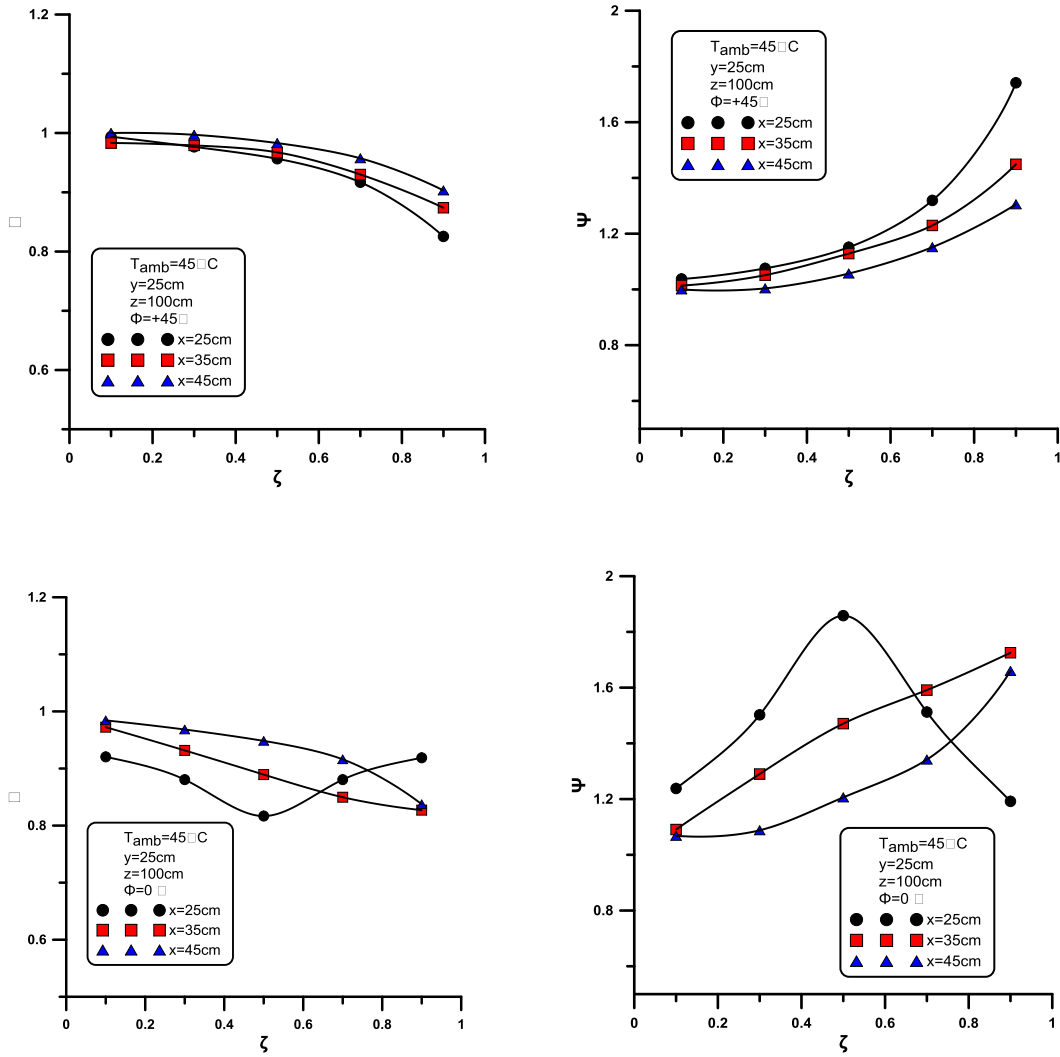 1.2
1
0.8
0.6
□
T_amb=45□C
y=25cm
z=100cm
Φ=+45□
x=25cm
x=35cm
x=45cm
0 0.2 0.4 0.6 0.8 1
ζ
2
1.6
1.2
0.8
Ψ
T_amb=45□C
y=25cm
z=100cm
Φ=+45□
x=25cm
x=35cm
x=45cm
0 0.2 0.4 0.6 0.8 1
ζ
1.2
1
0.8
0.6
□
T_amb=45□C
y=25cm
z=100cm
Φ=0 □
x=25cm
x=35cm
x=45cm
0 0.2 0.4 0.6 0.8 1
ζ
2
1.6
1.2
0.8
Ψ
T_amb=45□C
y=25cm
z=100cm
Φ=0 □
x=25cm
x=35cm
x=45cm
0 0.2 0.4 0.6 0.8 1
ζ